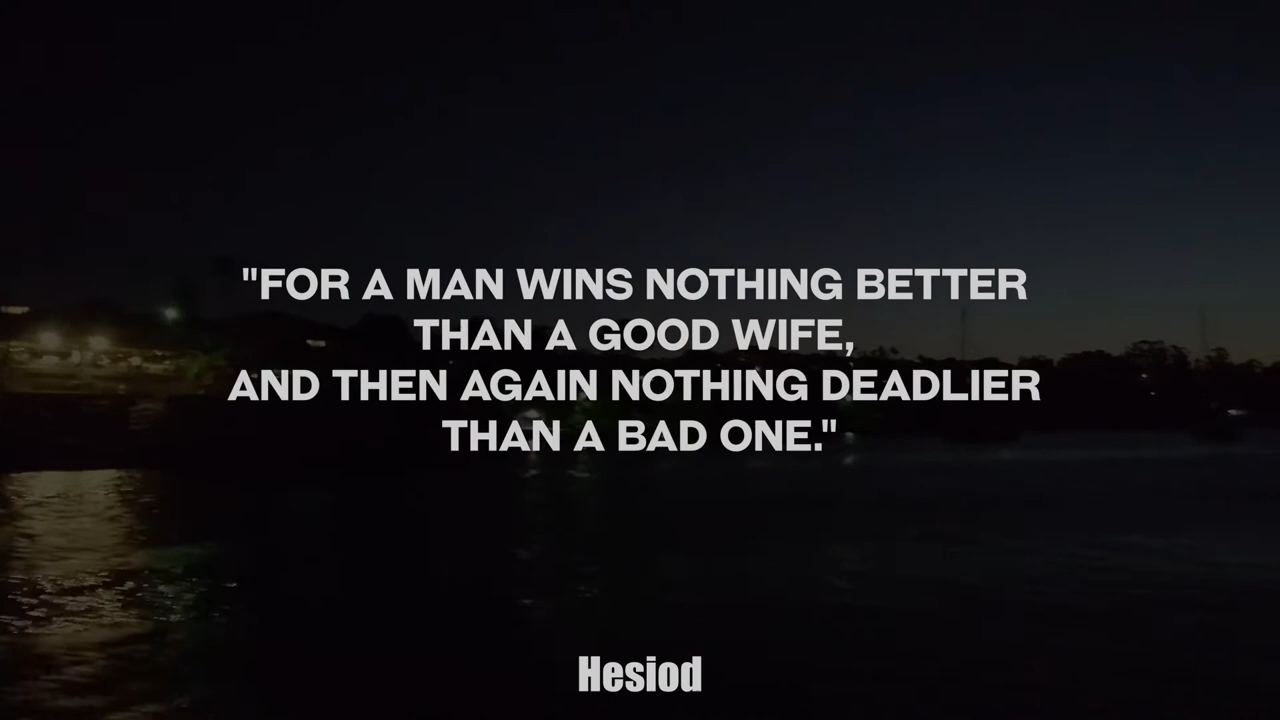 "FOR A MAN WINS NOTHING BETTER
THAN A GOOD WIFE,
AND THEN AGAIN NOTHING DEADLIER
THAN A BAD ONE."
Hesiod